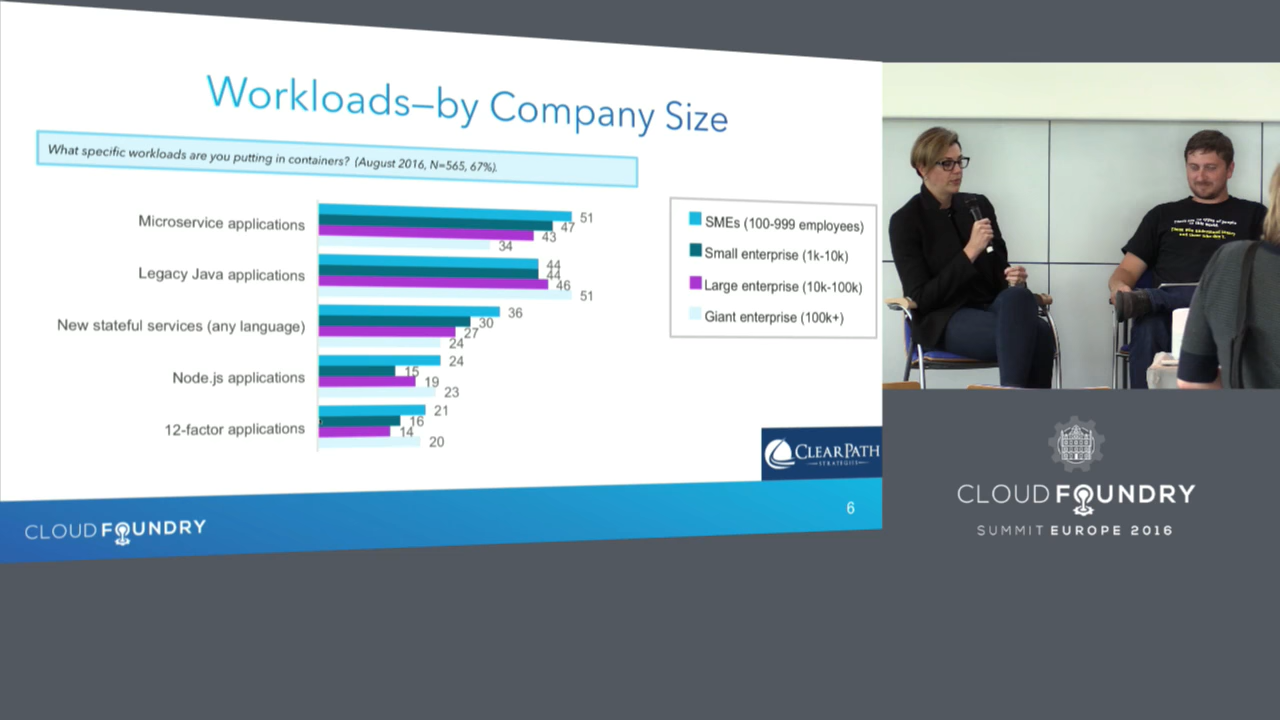 Workloads–by Company Size
What specific workloads are you putting in containers? (August 2016, N=565, 67%).
Microservice applications
51
47
43
34
Legacy Java applications
44
44
46
51
New stateful services (any language)
36
30
27
24
Node.js applications
24
15
19
23
12-factor applications
21
16
14
20
SMEs (100-999 employees)
Small enterprise (1k-10k)
Large enterprise (10k-100k)
Giant enterprise (100k+)
CLEARPATH
STRATEGIES
6
CLOUD FOUNDRY
CLOUD FOUNDRY
SUMMIT EUROPE 2016